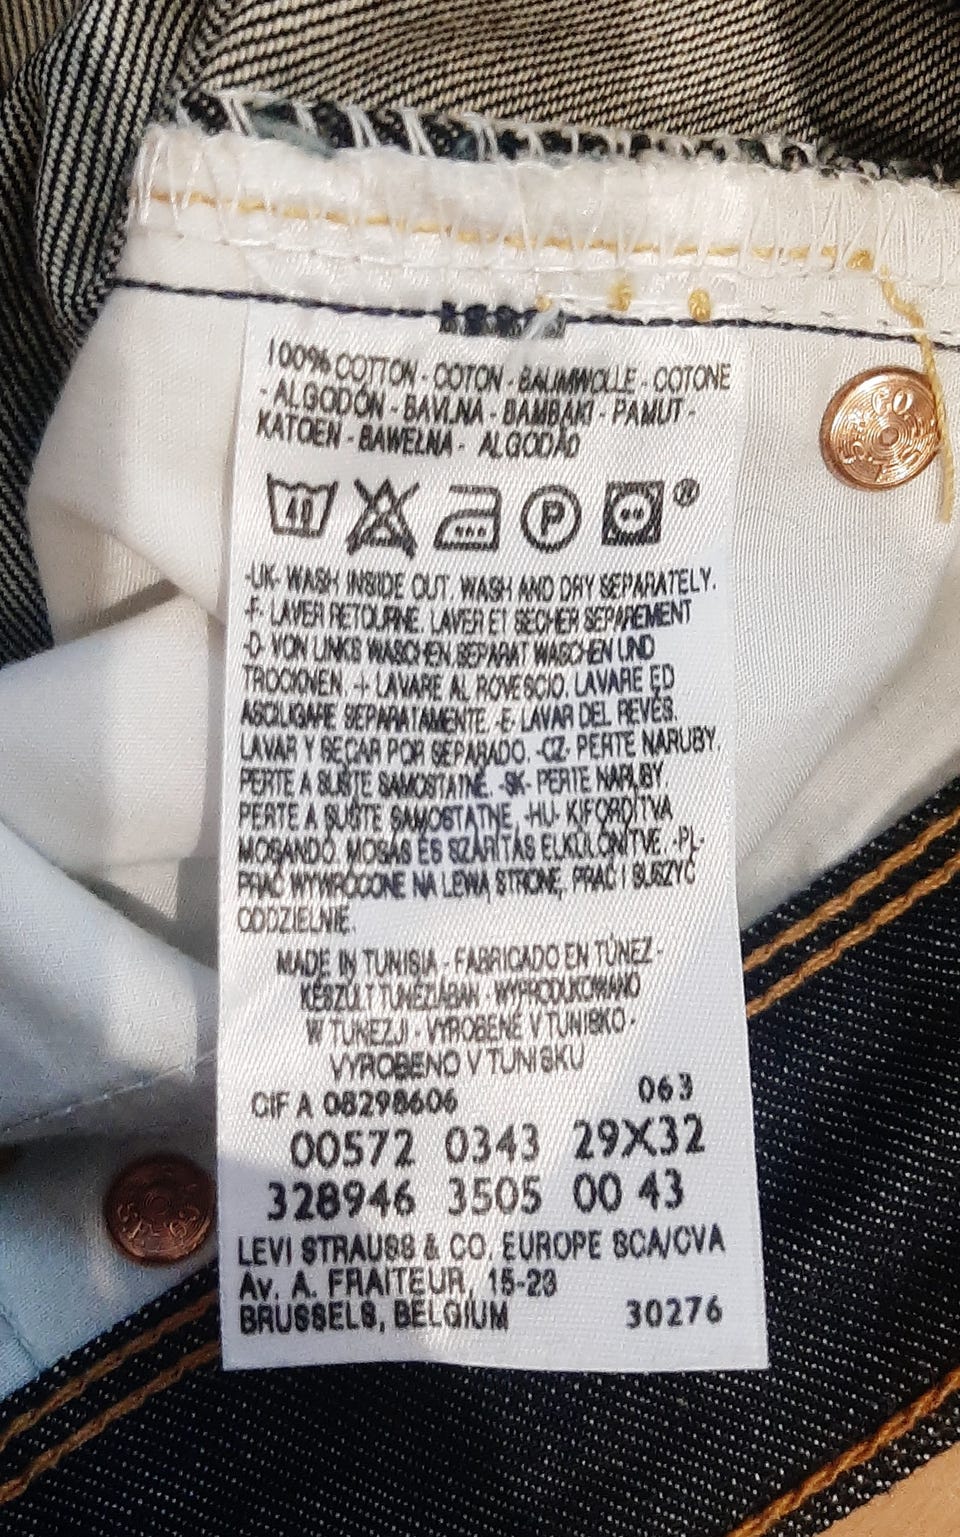 100% COTTON - COTON - BAUMWOLLE - COTONE
- ALGODÓN - BAVLNA - BAMBAKI - PAMUT -
KATOEN - BAWEŁNA - ALGODÃO
40 P ®
-UK- WASH INSIDE OUT. WASH AND DRY SEPARATELY.
-F- LAVER RETOURNE. LAVER ET SECHER SEPAREMENT
-D- VON LINKS WASCHEN.SEPARAT WASCHEN UND
TROCKNEN. -I- LAVARE AL ROVESCIO. LAVARE ED
ASCIUGARE SEPARATAMENTE. -E- LAVAR DEL REVÉS.
LAVAR Y SECAR POR SEPARADO. -CZ- PERTE NARUBY.
PERTE A SUŠTE SAMOSTATNĚ. -SK- PERTE NARUBY.
PERTE A SUŠTE SAMOSTATNE. -HU- KIFORDÍTVA
MOSANDÓ. MOSÁS ÉS SZÁRÍTÁS ELKÜLÖNÍTVE. -PL-
PRAĆ WYWRÓCONE NA LEWĄ STRONĘ. PRAĆ I SUSZYĆ
ODDZIELNIE.
MADE IN TUNISIA - FABRICADO EN TÚNEZ -
KÉSZÜLT TUNÉZIÁBAN - WYPRODUKOWANO
W TUNEZJI - VYROBENÉ V TUNISKO -
VYROBENO V TUNISKU
CIF A 08298606 063
00572 0343 29X32
328946 3505 00 43
LEVI STRAUSS & CO. EUROPE SCA/CVA
Av. A. FRAITEUR, 15-23
BRUSSELS, BELGIUM 30276